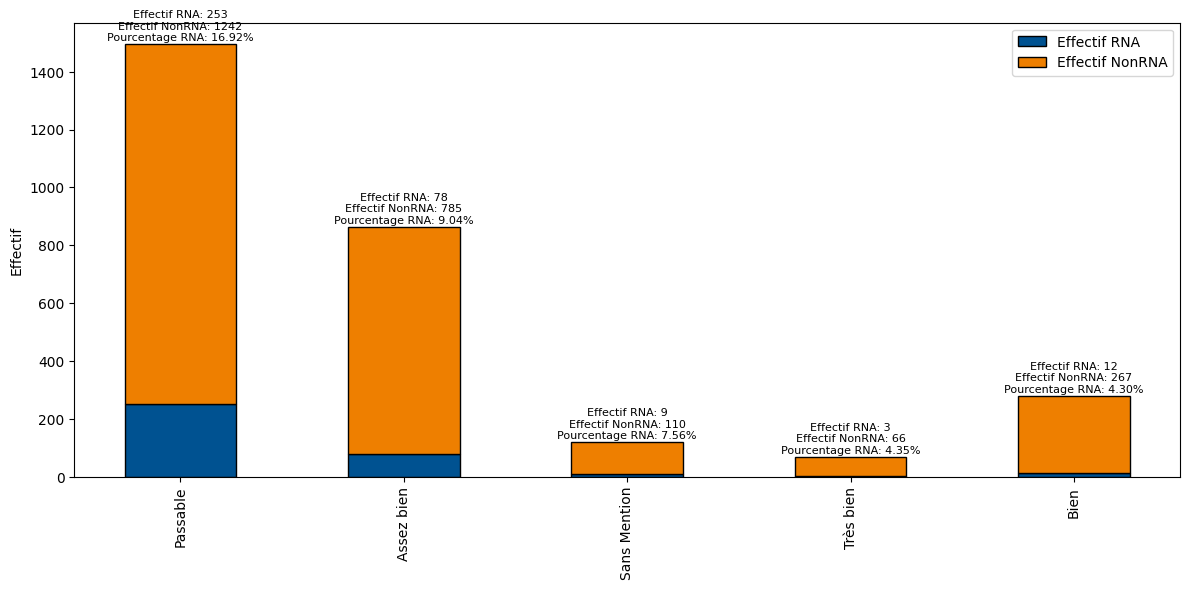 Effectif RNA: 253
Effectif NonRNA: 1242
Pourcentage RNA: 16.92%
Effectif RNA
Effectif NonRNA
1400
1200
1000
800
600
400
200
0
Effectif
Effectif RNA: 78
Effectif NonRNA: 785
Pourcentage RNA: 9.04%
Effectif RNA: 9
Effectif NonRNA: 110
Pourcentage RNA: 7.56%
Effectif RNA: 3
Effectif NonRNA: 66
Pourcentage RNA: 4.35%
Effectif RNA: 12
Effectif NonRNA: 267
Pourcentage RNA: 4.30%
Passable
Assez bien
Sans Mention
Très bien
Bien